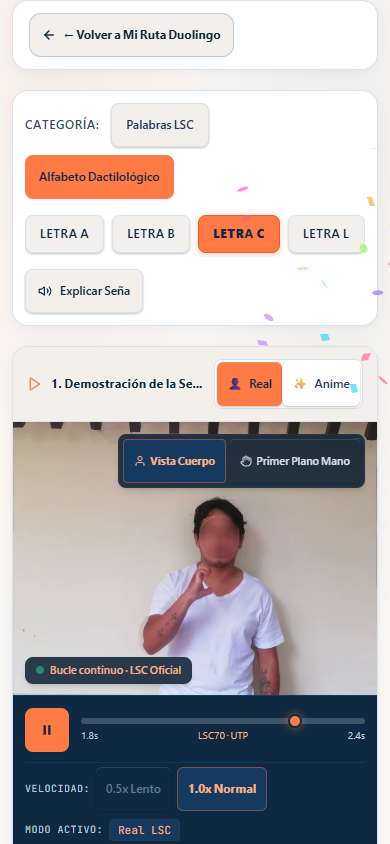 ← Volver a Mi Ruta Duolingo
CATEGORÍA:
Palabras LSC
Alfabeto Dactilológico
LETRA A
LETRA B
LETRA C
LETRA L
Explicar Seña
1. Demostración de la Se...
Real
Anime
Vista Cuerpo
Primer Plano Mano
Bucle continuo · LSC Oficial
1.8s
LSC70 · UTP
2.4s
VELOCIDAD:
0.5x Lento
1.0x Normal
MODO ACTIVO:
Real LSC